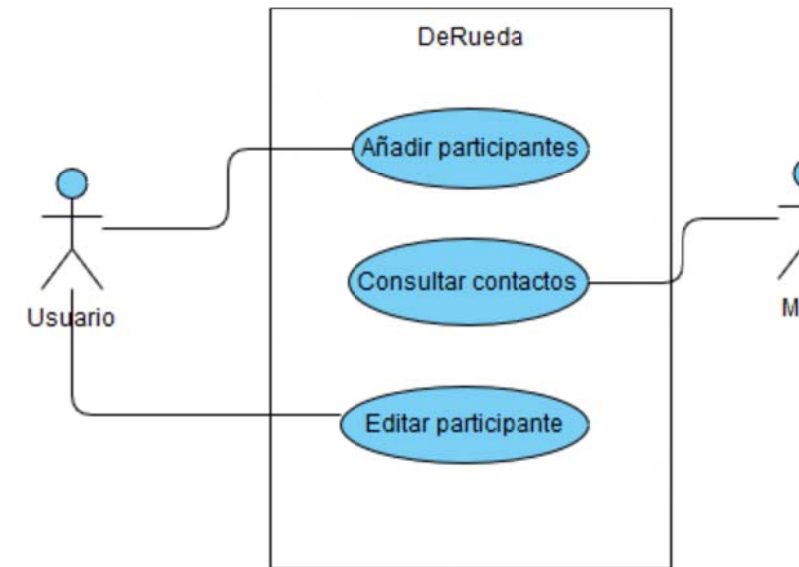 DeRueda
Añadir participantes
Consultar contactos
Usuario
Editar participante